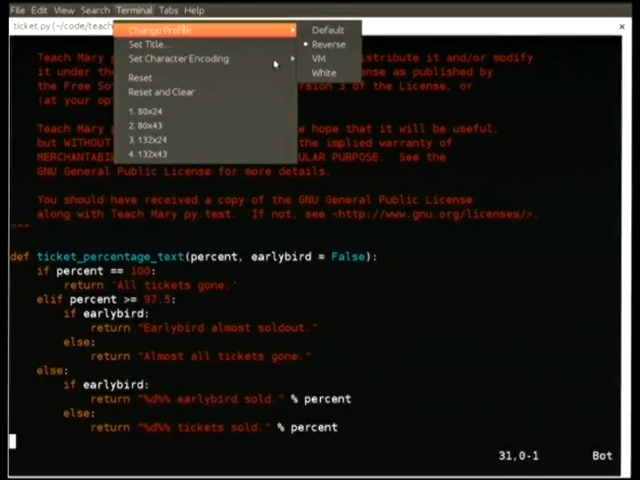 File Edit View Search Terminal Tabs Help
ticket.py (~/code/teach
Change Profile
Set Title...
Set Character Encoding
Reset
Reset and Clear
1. 80x24
2. 80x43
3. 132x24
4. 132x43
Default
Reverse
VM
White
Teach Mary p distribute it and/or modify
it under the se as published by
the Free Sof rsion 3 of the License, or
(at your opt
Teach Mary p hope that it will be useful,
but WITHOUT the implied warranty of
MERCHANTABIL ULAR PURPOSE. See the
GNU General Public License for more details.
You should have received a copy of the GNU General Public License
along with Teach Mary py.test. If not, see <http://www.gnu.org/licenses/>.
"""
def ticket_percentage_text(percent, earlybird = False):
if percent == 100:
return 'All tickets gone.'
elif percent >= 97.5:
if earlybird:
return "Earlybird almost soldout."
else:
return "Almost all tickets gone."
else:
if earlybird:
return "%d%% earlybird sold." % percent
else:
return "%d%% tickets sold." % percent
31,0-1 Bot